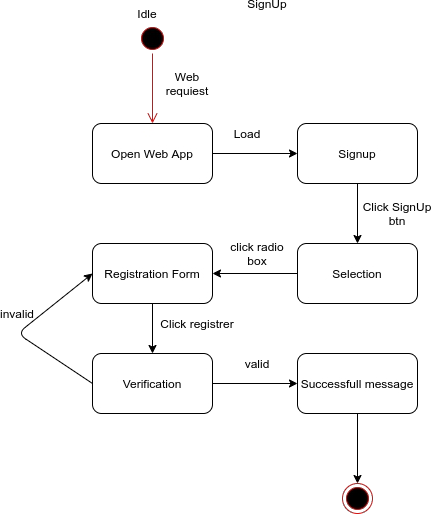 SignUp
Idle
Web
requiest
Open Web App
Load
Signup
Click SignUp
btn
click radio
box
Registration Form
Selection
invalid
Click registrer
Verification
valid
Successfull message